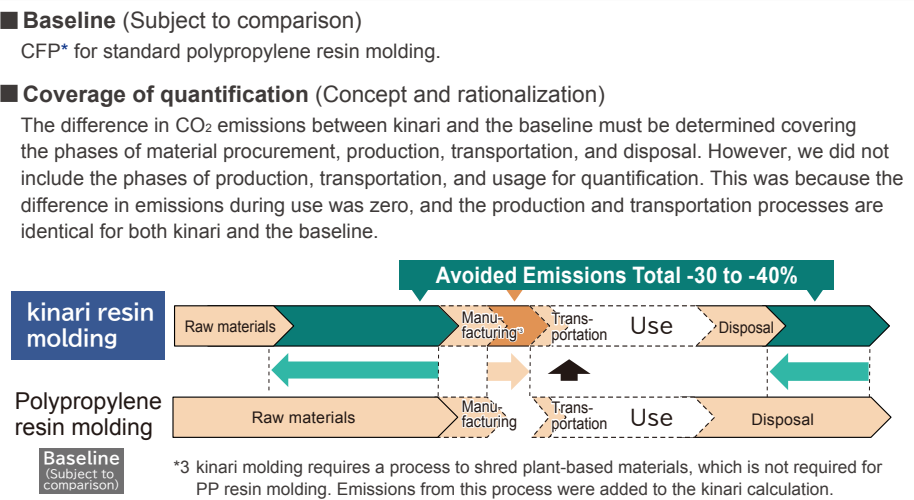 ■ Baseline (Subject to comparison)
CFP* for standard polypropylene resin molding.
■ Coverage of quantification (Concept and rationalization)
The difference in CO2 emissions between kinari and the baseline must be determined covering
the phases of material procurement, production, transportation, and disposal. However, we did not
include the phases of production, transportation, and usage for quantification. This was because the
difference in emissions during use was zero, and the production and transportation processes are
identical for both kinari and the baseline.
Avoided Emissions Total -30 to -40%
kinari resin
molding
Raw materials
Manu-
facturing*3
Trans-
portation
Use
Disposal
Polypropylene
resin molding
Raw materials
Manu-
facturing
Trans-
portation
Use
Disposal
Baseline
(Subject to
comparison)
*3 kinari molding requires a process to shred plant-based materials, which is not required for
PP resin molding. Emissions from this process were added to the kinari calculation.